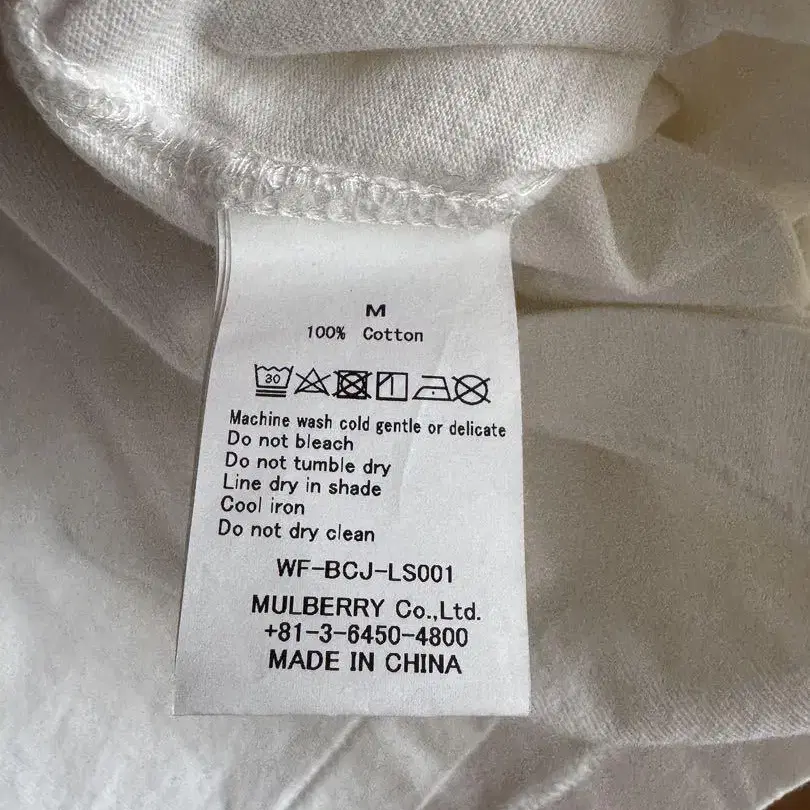 M
100% Cotton
30
Machine wash cold gentle or delicate
Do not bleach
Do not tumble dry
Line dry in shade
Cool iron
Do not dry clean
WF-BCJ-LS001
MULBERRY Co.,Ltd.
+81-3-6450-4800
MADE IN CHINA